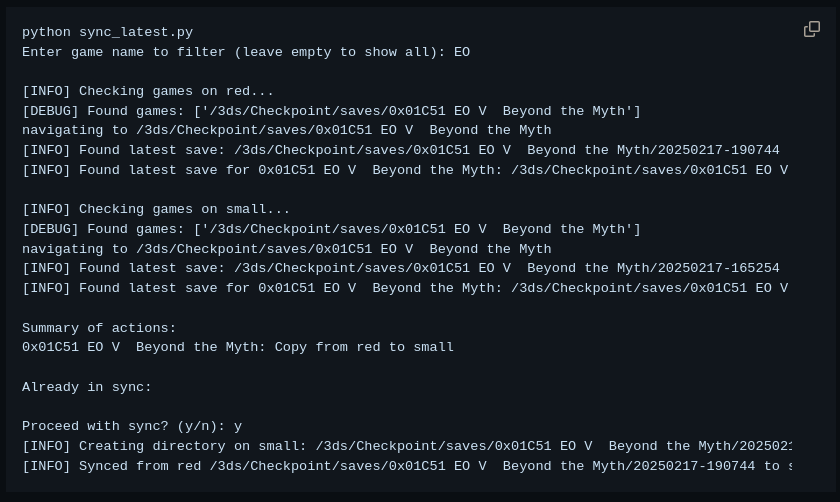 python sync_latest.py
Enter game name to filter (leave empty to show all): EO
[INFO] Checking games on red...
[DEBUG] Found games: ['/3ds/Checkpoint/saves/0x01C51 EO V  Beyond the Myth']
navigating to /3ds/Checkpoint/saves/0x01C51 EO V  Beyond the Myth
[INFO] Found latest save: /3ds/Checkpoint/saves/0x01C51 EO V  Beyond the Myth/20250217-190744
[INFO] Found latest save for 0x01C51 EO V  Beyond the Myth: /3ds/Checkpoint/saves/0x01C51 EO V
[INFO] Checking games on small...
[DEBUG] Found games: ['/3ds/Checkpoint/saves/0x01C51 EO V  Beyond the Myth']
navigating to /3ds/Checkpoint/saves/0x01C51 EO V  Beyond the Myth
[INFO] Found latest save: /3ds/Checkpoint/saves/0x01C51 EO V  Beyond the Myth/20250217-165254
[INFO] Found latest save for 0x01C51 EO V  Beyond the Myth: /3ds/Checkpoint/saves/0x01C51 EO V
Summary of actions:
0x01C51 EO V  Beyond the Myth: Copy from red to small
Already in sync:
Proceed with sync? (y/n): y
[INFO] Creating directory on small: /3ds/Checkpoint/saves/0x01C51 EO V  Beyond the Myth/202502
[INFO] Synced from red /3ds/Checkpoint/saves/0x01C51 EO V  Beyond the Myth/20250217-190744 to